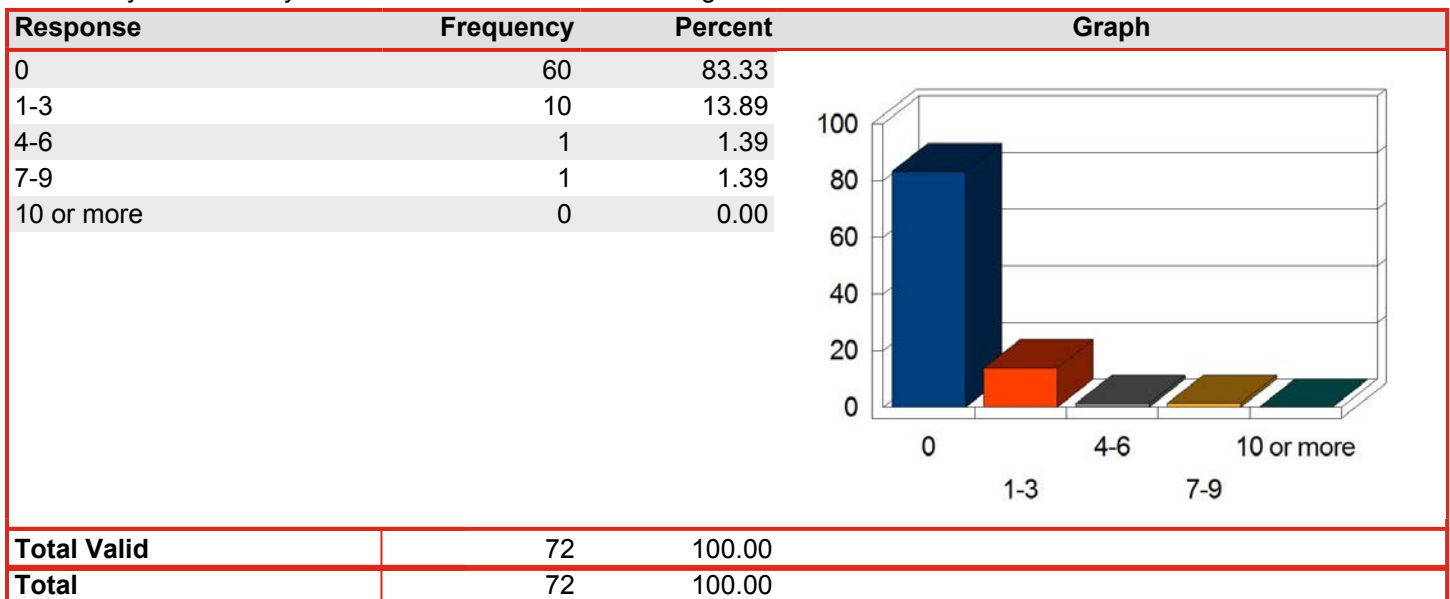 Response Frequency Percent Graph
0 60 83.33
1-3 10 13.89
4-6 1 1.39
7-9 1 1.39
10 or more 0 0.00
100
80
60
40
20
0
0 4-6 10 or more
1-3 7-9
Total Valid 72 100.00
Total 72 100.00